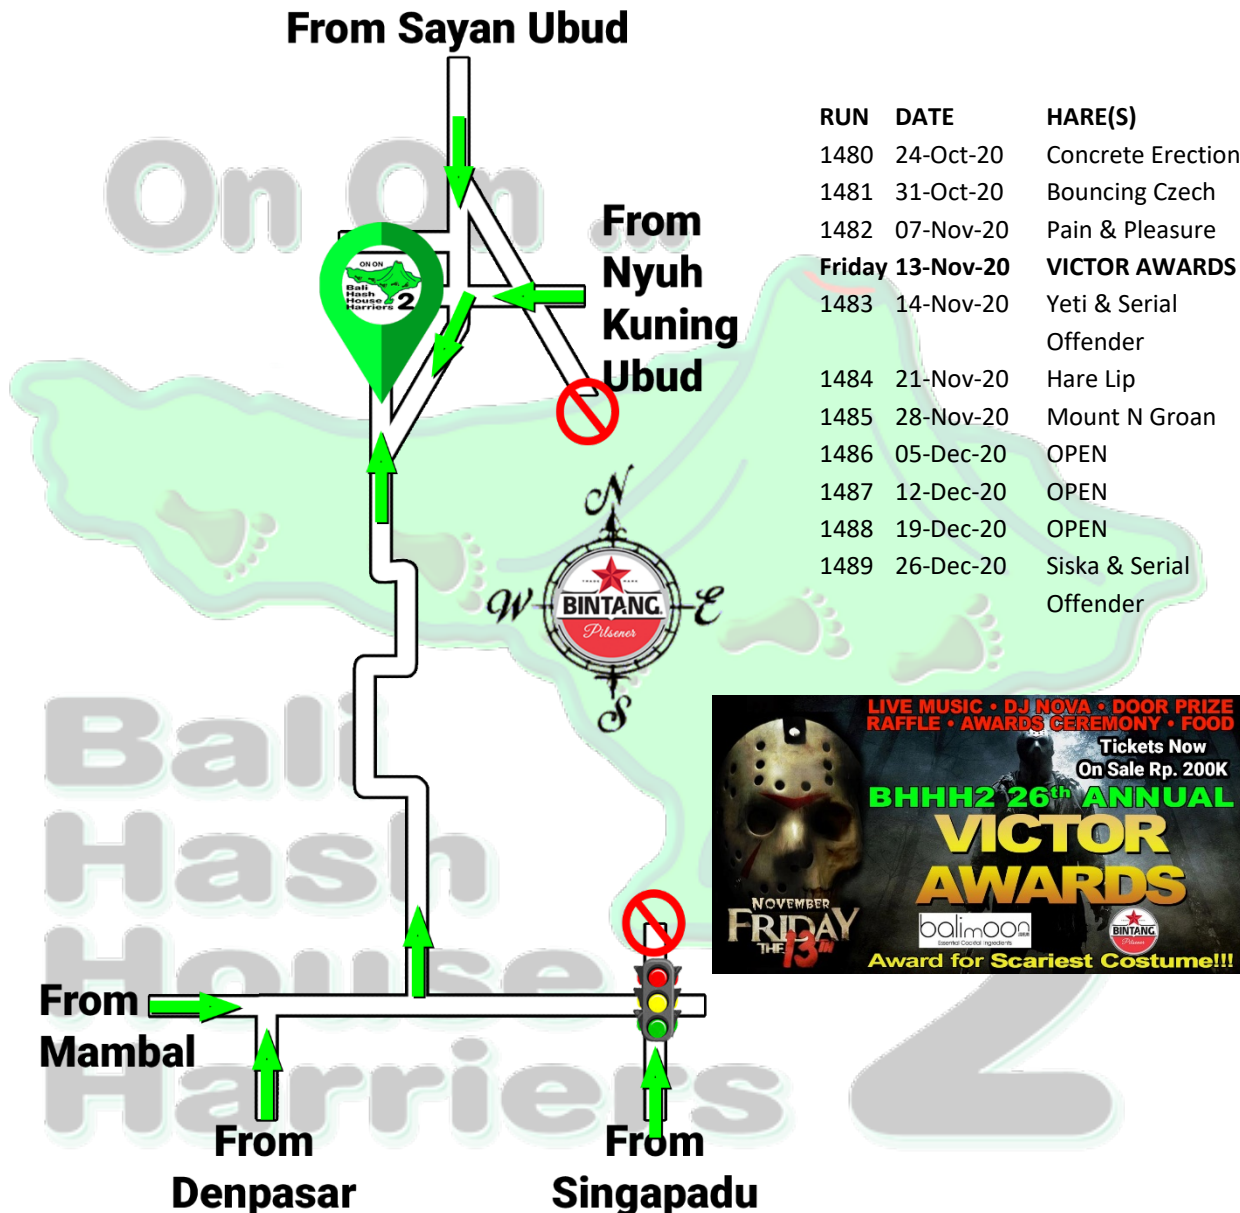 From Sayan Ubud
On On ...
RUN DATE HARE(S)
1480 24-Oct-20 Concrete Erection
1481 31-Oct-20 Bouncing Czech
1482 07-Nov-20 Pain & Pleasure
Friday 13-Nov-20 VICTOR AWARDS
1483 14-Nov-20 Yeti & Serial
Offender
1484 21-Nov-20 Hare Lip
1485 28-Nov-20 Mount N Groan
1486 05-Dec-20 OPEN
1487 12-Dec-20 OPEN
1488 19-Dec-20 OPEN
1489 26-Dec-20 Siska & Serial
Offender
From
Nyuh
Kuning
Ubud
ON ON
Bali
Hash
House
Harriers 2
N
W
E
S
BINTANG
Pilsener
LIVE MUSIC • DJ NOVA • DOOR PRIZE
RAFFLE • AWARDS CEREMONY • FOOD
Tickets Now
On Sale Rp. 200K
BHHH2 26th ANNUAL
VICTOR
AWARDS
NOVEMBER
FRIDAY
THE 13TH
balimoon
Essential Cocktail Ingredients
BINTANG
Pilsener
Award for Scariest Costume!!!
Bali
Hash
House
Harriers 2
From
Mambal
From
Denpasar
From
Singapadu